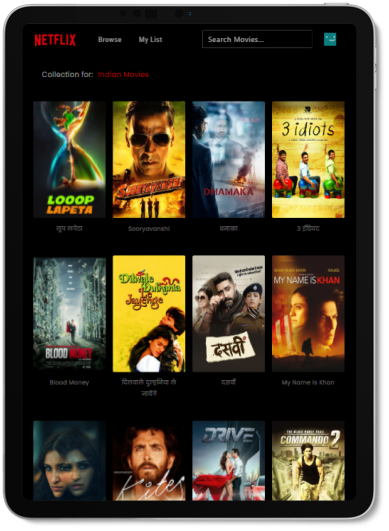 NETFLIX
Browse
My List
Search Movies...
Collection for: Indian Movies
LOOOP
LAPETA
SOORYAVANSHI
DHAMAKA
3 idiots
लूप लपेटा
Sooryavanshi
धमाका
3 ईडियट
BLOOD MONEY
Dilwale
Dulhania
Le
Jayenge
दसवीं
MY NAME IS KHAN
Blood Money
दिलवाले दुल्हनिया ले
जायेंगे
दसवीं
My Name Is Khan
Kites
DRIVE
COMMANDO 2